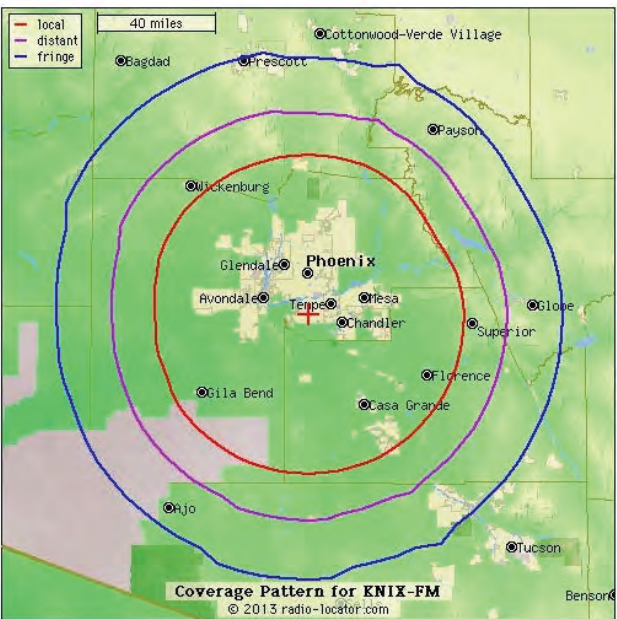 local
distant
fringe
40 miles
Cottonwood-Verde Village
Bagdad
Prescott
Payson
Wickenburg
Phoenix
Glendale
Avondale
Tempe
Mesa
Globe
Chandler
Superior
Florence
Gila Bend
Casa Grande
Ajo
Tucson
Coverage Pattern for KNIX-FM
Benson
© 2013 radio-locator.com